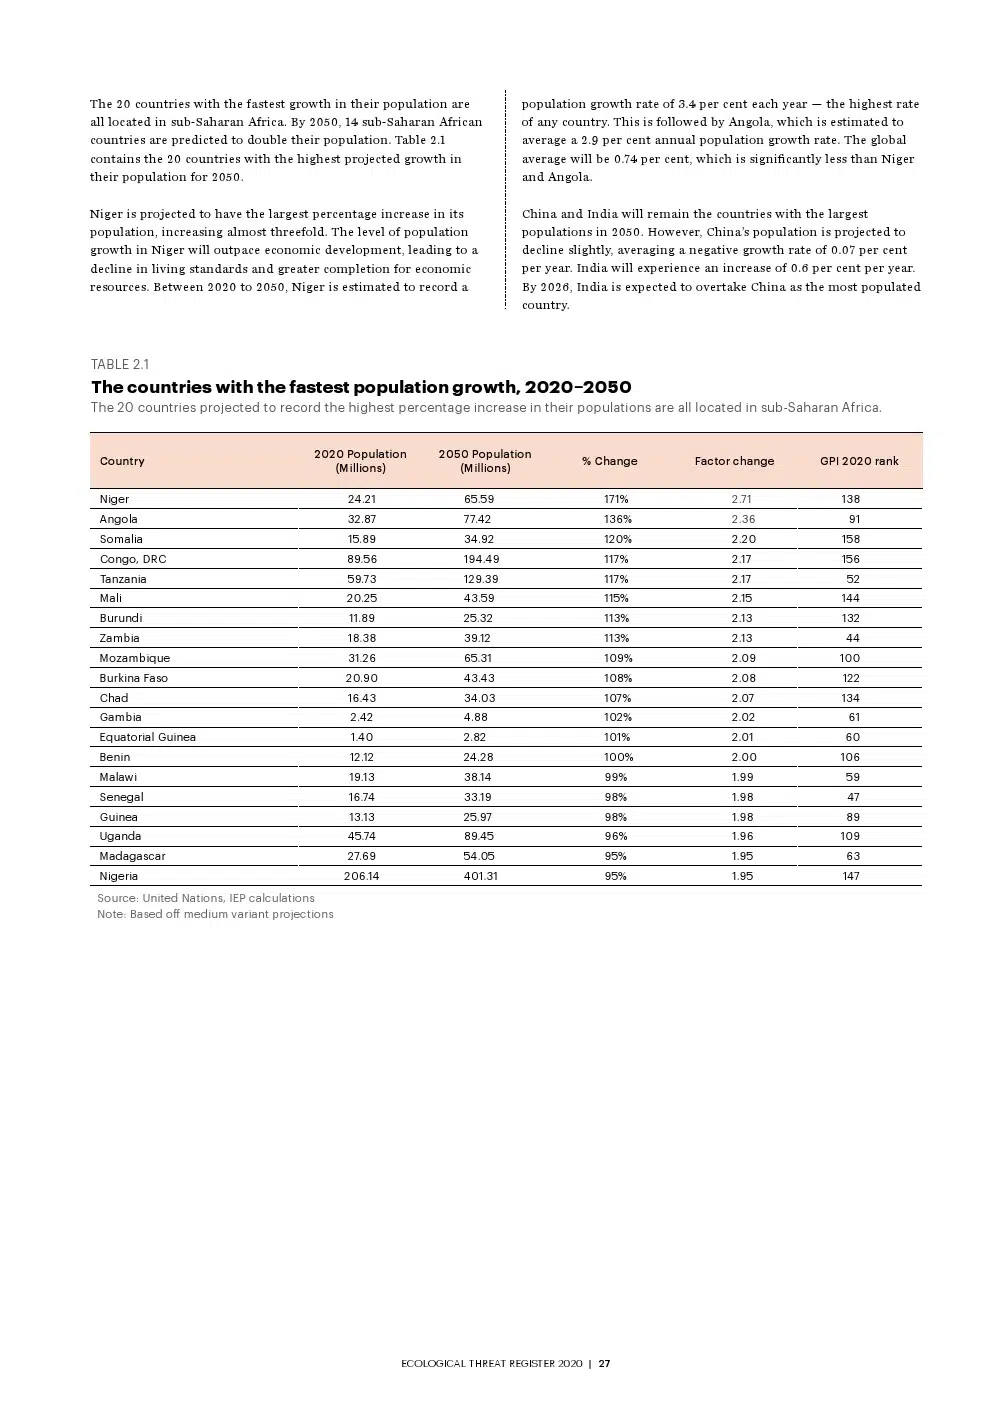 The 20 countries with the fastest growth in their population are
all located in sub-Saharan Africa. By 2050, 14 sub-Saharan African
countries are predicted to double their population. Table 2.1
contains the 20 countries with the highest projected growth in
their population for 2050.
Niger is projected to have the largest percentage increase in its
population, increasing almost threefold. The level of population
growth in Niger will outpace economic development, leading to a
decline in living standards and greater completion for economic
resources. Between 2020 to 2050, Niger is estimated to record a
population growth rate of 3.4 per cent each year — the highest rate
of any country. This is followed by Angola, which is estimated to
average a 2.9 per cent annual population growth rate. The global
average will be 0.74 per cent, which is significantly less than Niger
and Angola.
China and India will remain the countries with the largest
populations in 2050. However, China's population is projected to
decline slightly, averaging a negative growth rate of 0.07 per cent
per year. India will experience an increase of 0.6 per cent per year.
By 2026, India is expected to overtake China as the most populated
country.
TABLE 2.1
The countries with the fastest population growth, 2020–2050
The 20 countries projected to record the highest percentage increase in their populations are all located in sub-Saharan Africa.
Country 2020 Population (Millions) 2050 Population (Millions) % Change Factor change GPI 2020 rank
Niger 24.21 65.59 171% 2.71 138
Angola 32.87 77.42 136% 2.36 91
Somalia 15.89 34.92 120% 2.20 158
Congo, DRC 89.56 194.49 117% 2.17 156
Tanzania 59.73 129.39 117% 2.17 52
Mali 20.25 43.59 115% 2.15 144
Burundi 11.89 25.32 113% 2.13 132
Zambia 18.38 39.12 113% 2.13 44
Mozambique 31.26 65.31 109% 2.09 100
Burkina Faso 20.90 43.43 108% 2.08 122
Chad 16.43 34.03 107% 2.07 134
Gambia 2.42 4.88 102% 2.02 61
Equatorial Guinea 1.40 2.82 101% 2.01 60
Benin 12.12 24.28 100% 2.00 106
Malawi 19.13 38.14 99% 1.99 59
Senegal 16.74 33.19 98% 1.98 47
Guinea 13.13 25.97 98% 1.98 89
Uganda 45.74 89.45 96% 1.96 109
Madagascar 27.69 54.05 95% 1.95 63
Nigeria 206.14 401.31 95% 1.95 147
Source: United Nations, IEP calculations
Note: Based off medium variant projections
ECOLOGICAL THREAT REGISTER 2020 | 27